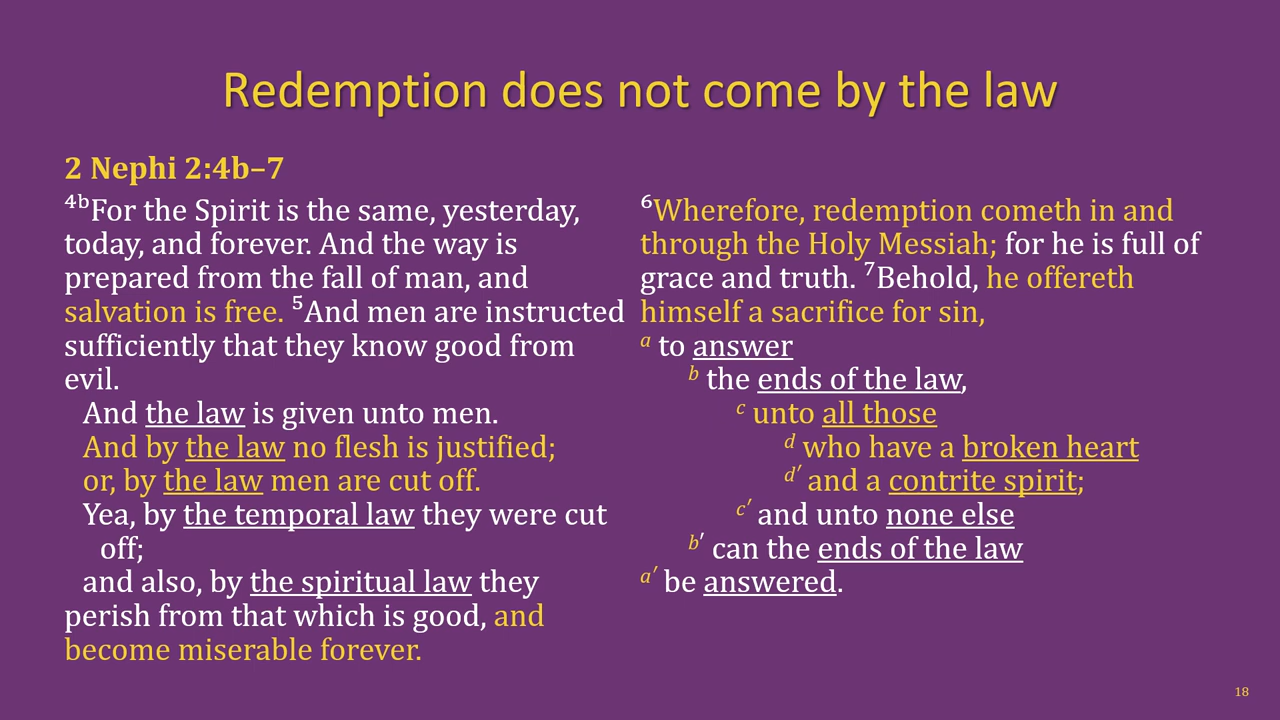 Redemption does not come by the law
2 Nephi 2:4b–7
⁴ᵇFor the Spirit is the same, yesterday,
today, and forever. And the way is
prepared from the fall of man, and
salvation is free. ⁵And men are instructed
sufficiently that they know good from
evil.
And the law is given unto men.
And by the law no flesh is justified;
or, by the law men are cut off.
Yea, by the temporal law they were cut
off;
and also, by the spiritual law they
perish from that which is good, and
become miserable forever.
⁶Wherefore, redemption cometh in and
through the Holy Messiah; for he is full of
grace and truth. ⁷Behold, he offereth
himself a sacrifice for sin,
a to answer
b the ends of the law,
c unto all those
d who have a broken heart
d′ and a contrite spirit;
c′ and unto none else
b′ can the ends of the law
a′ be answered.
18